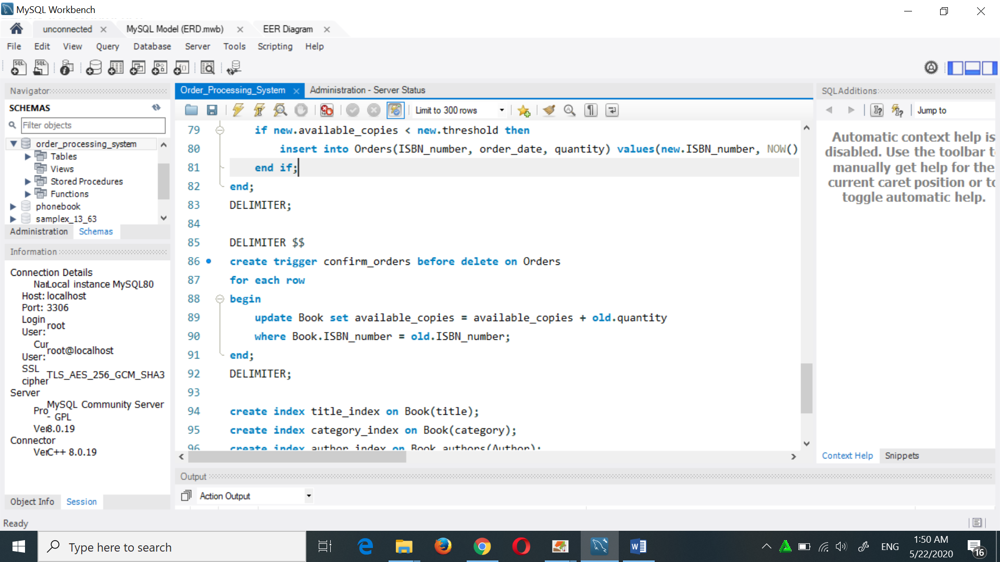 MySQL Workbench
unconnected
MySQL Model (ERD.mwb)
EER Diagram
File Edit View Query Database Server Tools Scripting Help
Navigator
SCHEMAS
Filter objects
order_processing_system
Tables
Views
Stored Procedures
Functions
phonebook
samplex_13_63
Administration Schemas
Information
Connection Details
Local instance MySQL80
Host: localhost
Port: 3306
Login
User: root
Cur
User: root@localhost
SSL
cipher TLS_AES_256_GCM_SHA3
Server
Pro MySQL Community Server
- GPL
Ver 8.0.19
Connector
Ver C++ 8.0.19
Object Info Session
Order_Processing_System
Administration - Server Status
Limit to 300 rows
79 if new.available_copies < new.threshold then
80 insert into Orders(ISBN_number, order_date, quantity) values(new.ISBN_number, NOW()
81 end if;
82 end;
83 DELIMITER;
84
85 DELIMITER $$
86 create trigger confirm_orders before delete on Orders
87 for each row
88 begin
89 update Book set available_copies = available_copies + old.quantity
90 where Book.ISBN_number = old.ISBN_number;
91 end;
92 DELIMITER;
93
94 create index title_index on Book(title);
95 create index category_index on Book(category);
96 create index author_index on Book_authors(Author);
Output
Action Output
SQLAdditions
Jump to
Automatic context help is
disabled. Use the toolbar t
manually get help for the
current caret position or to
toggle automatic help.
Context Help Snippets
Ready
Type here to search
ENG
1:50 AM
5/22/2020
16